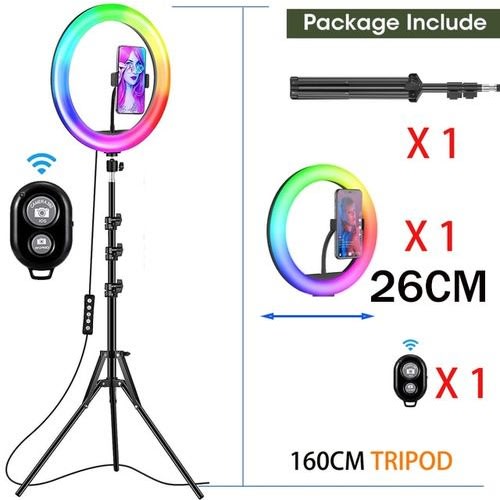 Package Include
X 1
X 1
26CM
X 1
160CM TRIPOD